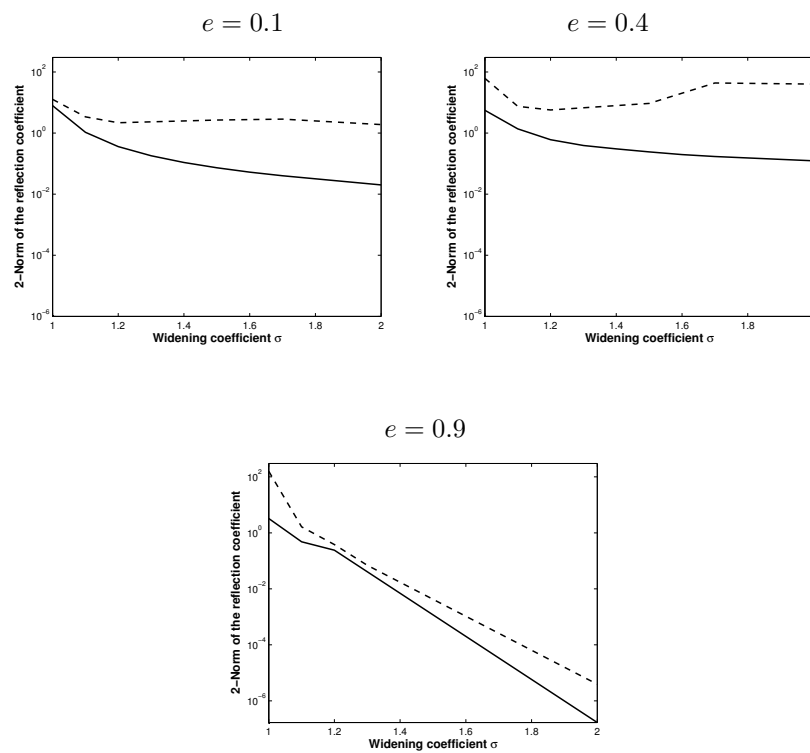 e = 0.1
2−Norm of the reflection coefficient
10^2
10^0
10^−2
10^−4
10^−6
1 1.2 1.4 1.6 1.8 2
Widening coefficient σ
e = 0.4
2−Norm of the reflection coefficient
10^2
10^0
10^−2
10^−4
10^−6
1 1.2 1.4 1.6 1.8
Widening coefficient σ
e = 0.9
2−Norm of the reflection coefficient
10^2
10^0
10^−2
10^−4
10^−6
1 1.2 1.4 1.6 1.8 2
Widening coefficient σ